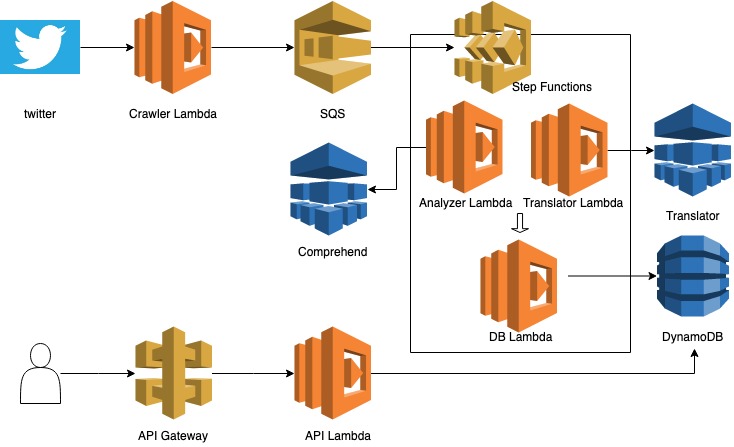 Step Functions
twitter
Crawler Lambda
SQS
Analyzer Lambda
Translator Lambda
Translator
Comprehend
DB Lambda
DynamoDB
API Gateway
API Lambda